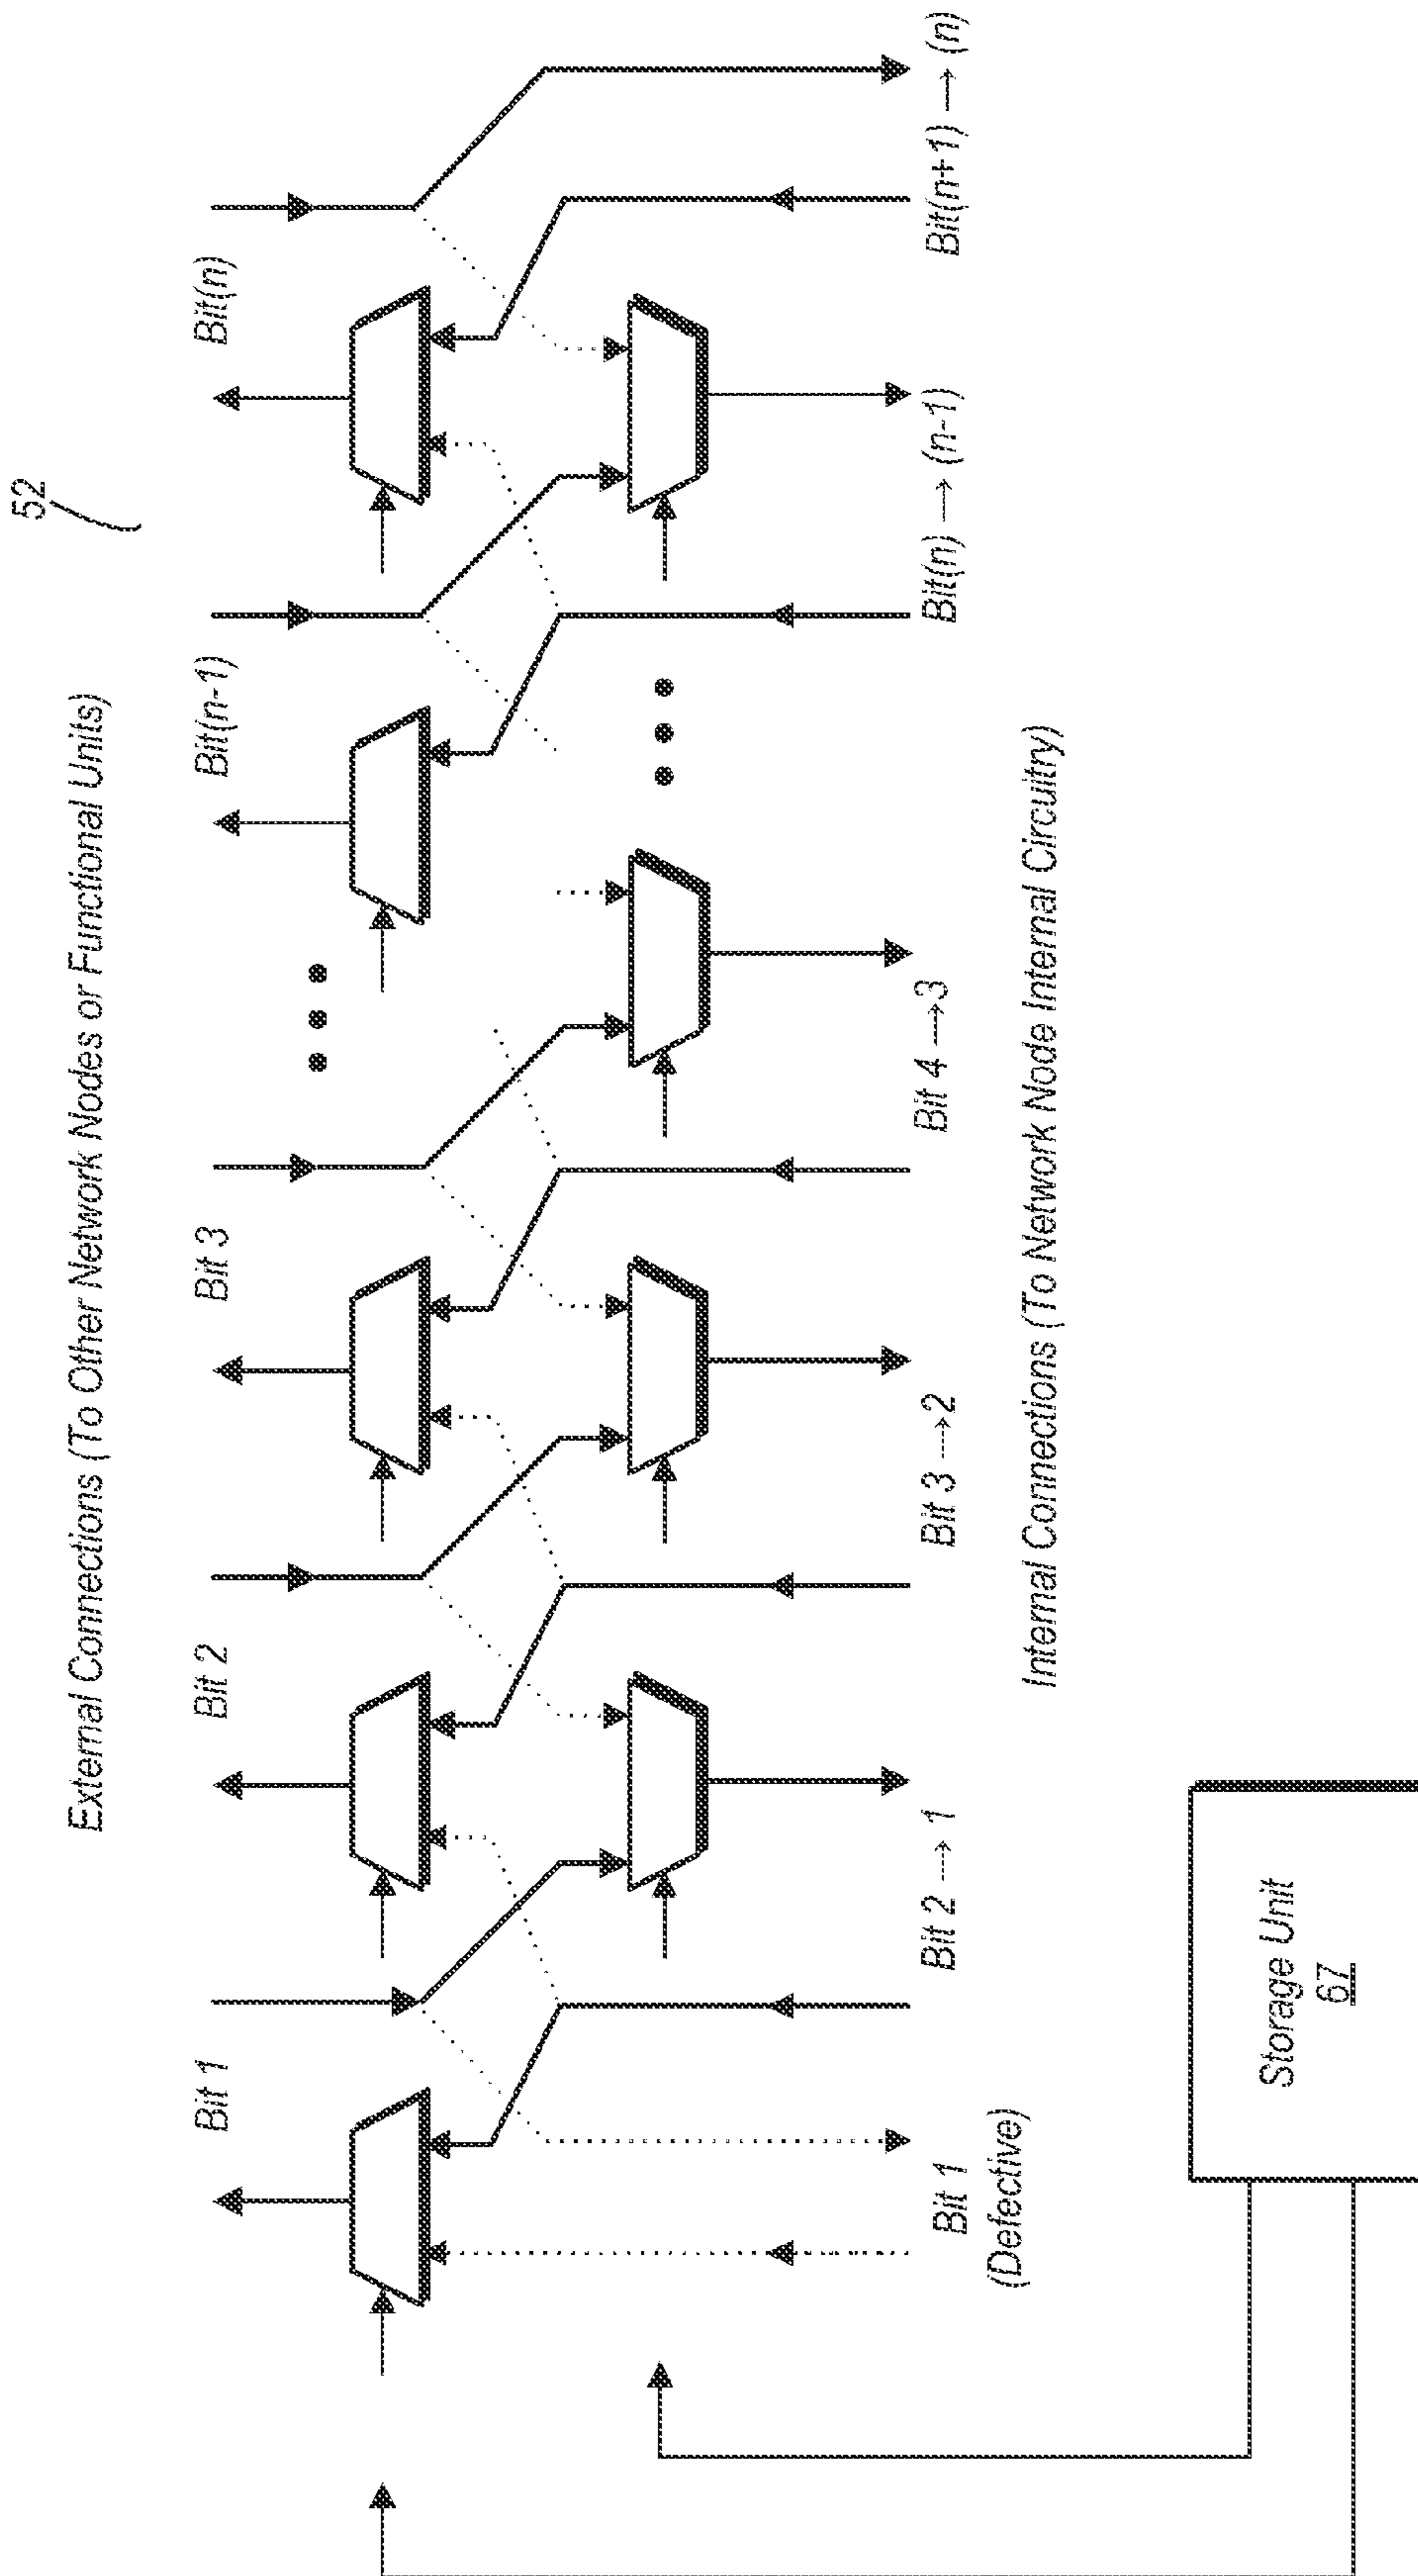 52
External Connections (To Other Network Nodes or Functional Units)
Bit 1
Bit 2
Bit 3
Bit(n-1)
Bit(n)
Bit 1
(Defective)
Bit 2 → 1
Bit 3 → 2
Bit 4 → 3
Bit(n) → (n-1)
Bit(n+1) → (n)
Internal Connections (To Network Node Internal Circuitry)
Storage Unit
67